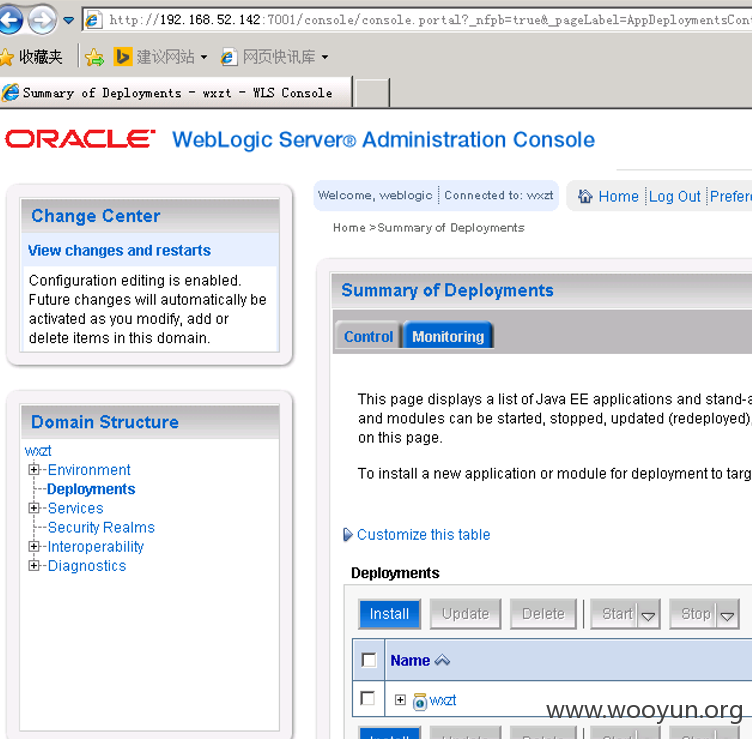 http://192.168.52.142:7001/console/console.portal?_nfpb=true&_pageLabel=AppDeploymentsCon
收藏夹 建议网站 网页快讯库
Summary of Deployments - wxzt - WLS Console
ORACLE WebLogic Server® Administration Console
Change Center
View changes and restarts
Configuration editing is enabled.
Future changes will automatically be
activated as you modify, add or
delete items in this domain.
Domain Structure
wxzt
Environment
Deployments
Services
Security Realms
Interoperability
Diagnostics
Welcome, weblogic Connected to: wxzt Home Log Out Prefere
Home >Summary of Deployments
Summary of Deployments
Control Monitoring
This page displays a list of Java EE applications and stand-a
and modules can be started, stopped, updated (redeployed),
on this page.
To install a new application or module for deployment to targ
Customize this table
Deployments
Install Update Delete Start Stop
Name
wxzt
www.wooyun.org
Install Update Delete Start Stop